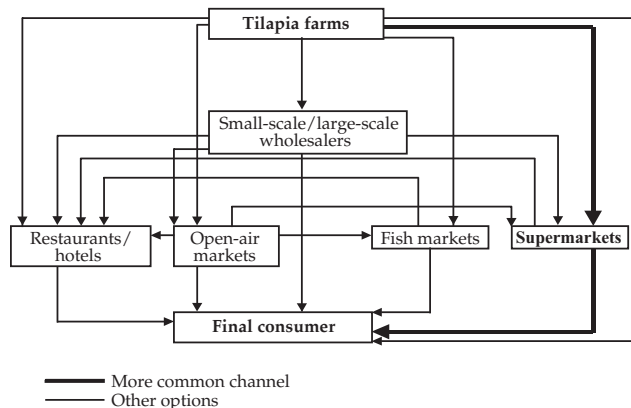 Tilapia farms
Small-scale/large-scale
wholesalers
Restaurants/
hotels
Open-air
markets
Fish markets
Supermarkets
Final consumer
More common channel
Other options